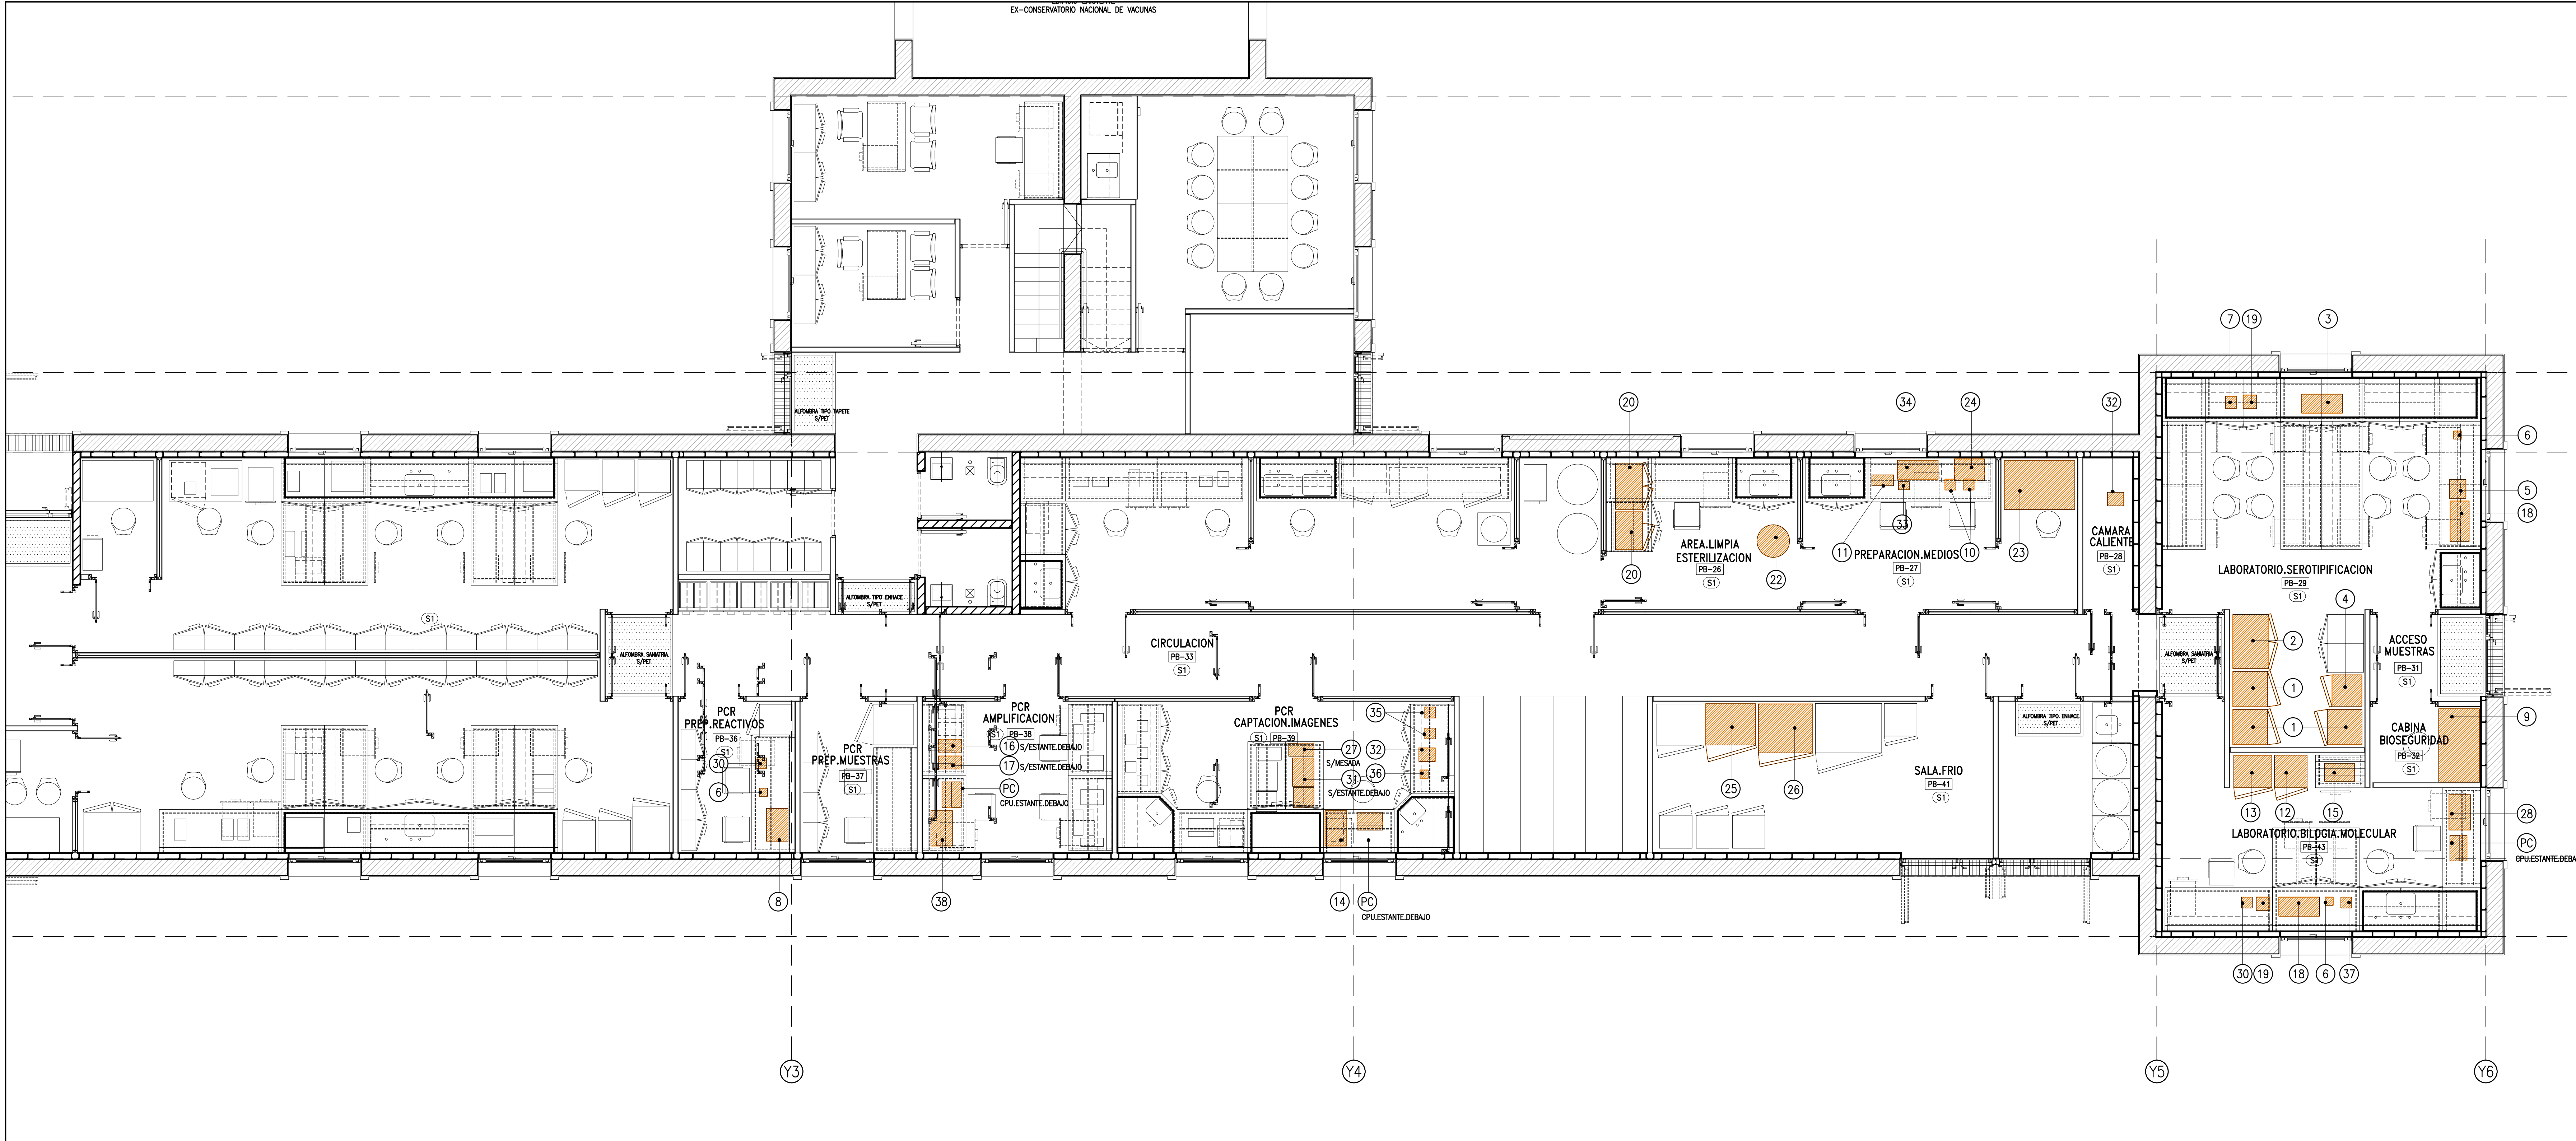 EX-CONSERVATORIO NACIONAL DE VACUNAS
ALFOMBRA TIPO TAPETE
S/PET
7
19
3
20
34
24
32
6
5
18
11
33
10
23
20
22
AREA.LIMPIA
ESTERILIZACION
PB-26
S1
PREPARACION.MEDIOS
PB-27
S1
CAMARA
CALIENTE
PB-28
S1
LABORATORIO.SEROTIPIFICACION
PB-29
S1
4
2
1
1
ACCESO
MUESTRAS
PB-31
S1
CABINA
BIOSEGURIDAD
PB-32
S1
9
ALFOMBRA TIPO ENHACE
S/PET
S1
ALFOMBRA SANIATRIA
S/PET
CIRCULACION
PB-33
S1
ALFOMBRA SANIATRIA
S/PET
PCR
PREP.REACTIVOS
PB-36
S1
30
6
PCR
PREP.MUESTRAS
PB-37
S1
PCR
AMPLIFICACION
S1
PB-38
16
S/ESTANTE.DEBAJO
17
S/ESTANTE.DEBAJO
PC
CPU.ESTANTE.DEBAJO
PCR
CAPTACION.IMAGENES
S1
PB-39
27
S/MESADA
31
S/ESTANTE.DEBAJO
35
32
36
25
26
SALA.FRIO
PB-41
S1
ALFOMBRA TIPO ENHACE
S/PET
13
12
15
28
PC
CPU.ESTANTE.DEBA
LABORATORIO.BILOGIA.MOLECULAR
PB-43
S1
8
38
14
PC
CPU.ESTANTE.DEBAJO
30
19
18
6
37
Y3
Y4
Y5
Y6